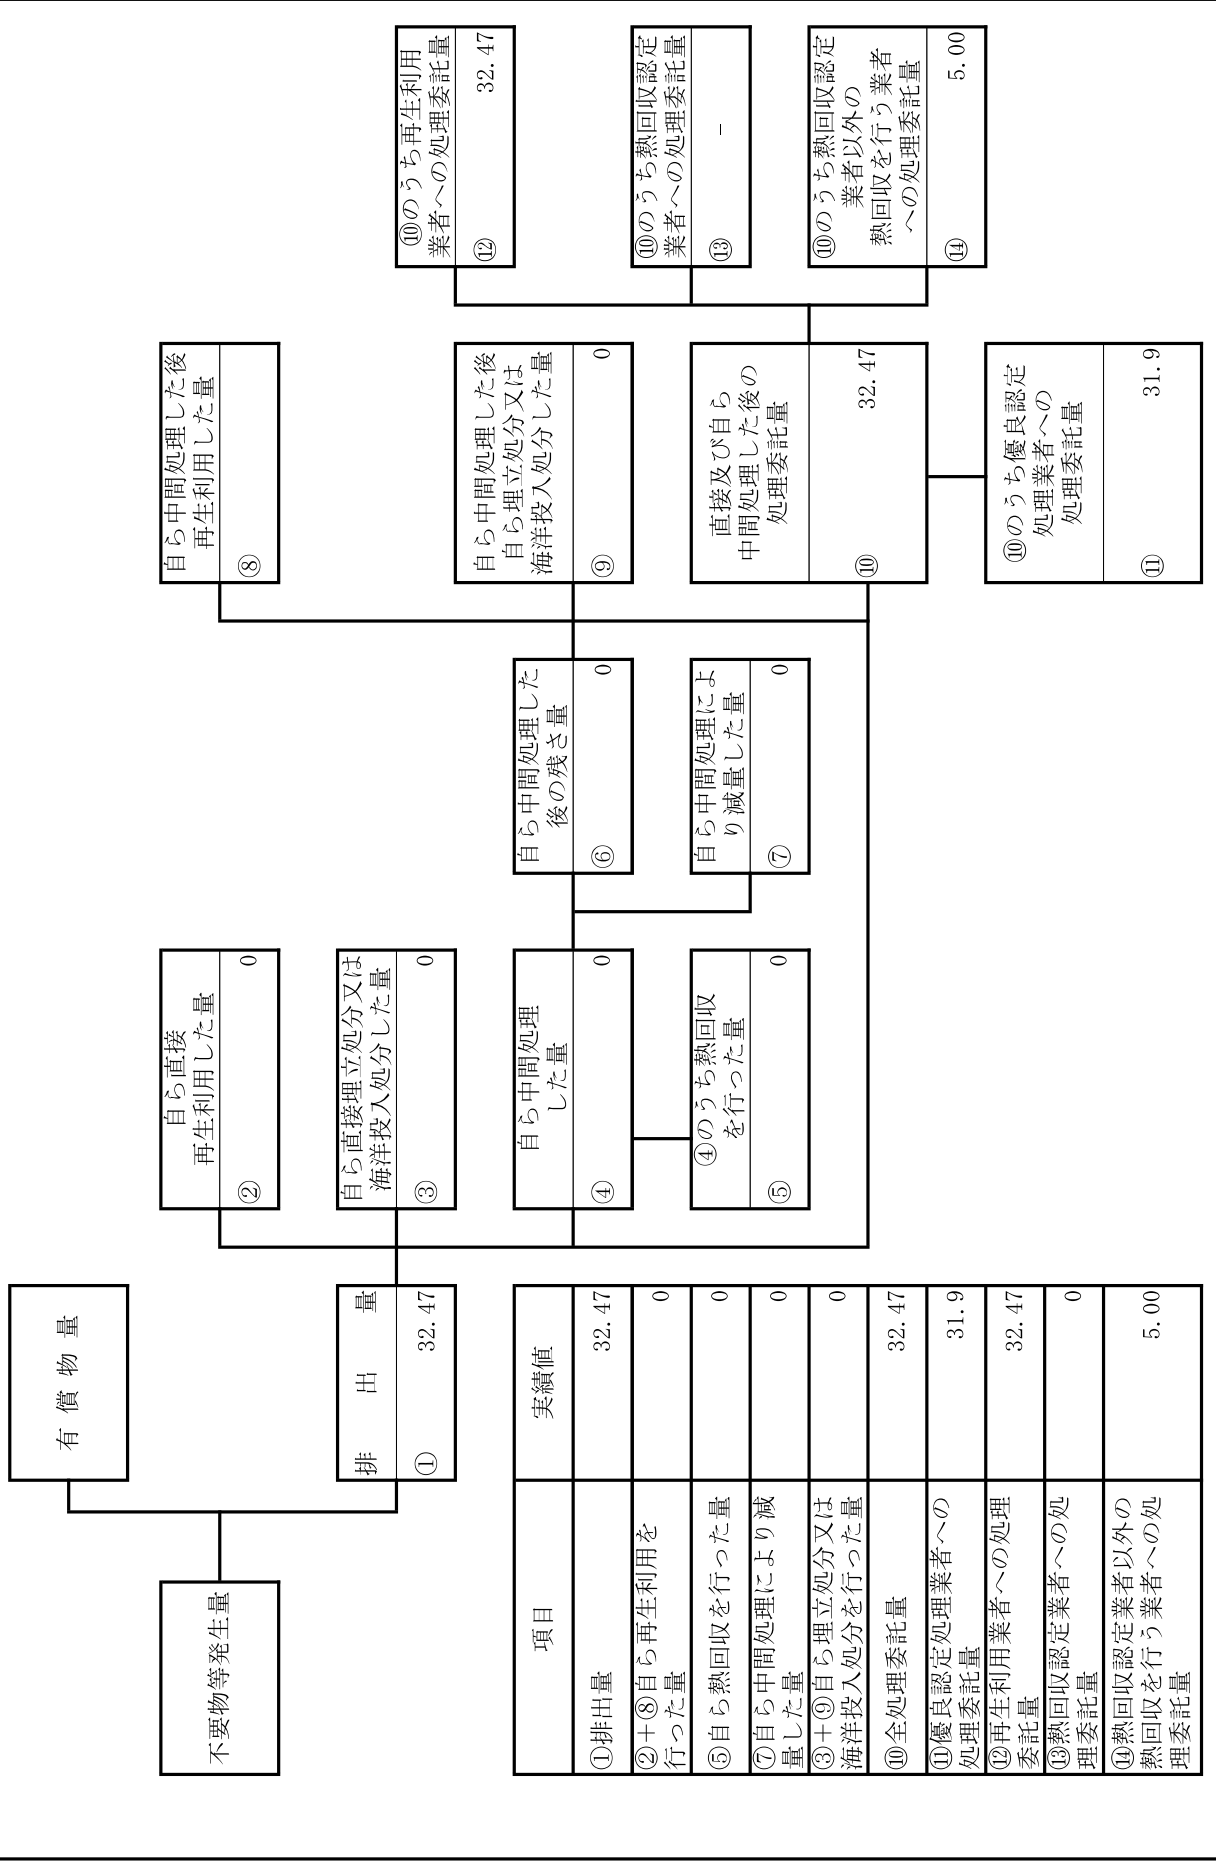 不要物等発生量
有償物量
排出量
① 32.47
自ら直接
再生利用した量
② 0
自ら直接埋立処分又は
海洋投入処分した量
③ 0
自ら中間処理
した量
④ 0
④のうち熱回収
を行った量
⑤ 0
自ら中間処理した
後の残さ量
⑥ 0
自ら中間処理によ
り減量した量
⑦ 0
自ら中間処理した後
再生利用した量
⑧
自ら中間処理した後
自ら埋立処分又は
海洋投入処分した量
⑨ 0
直接及び自ら
中間処理した後の
処理委託量
⑩ 32.47
⑩のうち優良認定
処理業者への
処理委託量
⑪ 31.9
⑩のうち再生利用
業者への処理委託量
⑫ 32.47
⑩のうち熱回収認定
業者への処理委託量
⑬ －
⑩のうち熱回収認定
業者以外の
熱回収を行う業者
への処理委託量
⑭ 5.00
項目 実績値
①排出量 32.47
②＋⑧自ら再生利用を
行った量 0
⑤自ら熱回収を行った量 0
⑦自ら中間処理により減
量した量 0
③＋⑨自ら埋立処分又は
海洋投入処分を行った量 0
⑩全処理委託量 32.47
⑪優良認定処理業者への
処理委託量 31.9
⑫再生利用業者への処理
委託量 32.47
⑬熱回収認定業者への処
理委託量 0
⑭熱回収認定業者以外の
熱回収を行う業者への処
理委託量 5.00